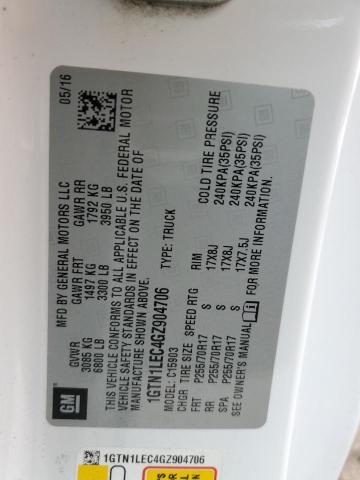 05/16
MFD BY GENERAL MOTORS LLC
GVWR GAWR FRT GAWR RR
3085 KG 1497 KG 1792 KG
6800 LB 3300 LB 3950 LB
THIS VEHICLE CONFORMS TO ALL APPLICABLE U.S. FEDERAL MOTOR
VEHICLE SAFETY STANDARDS IN EFFECT ON THE DATE OF
MANUFACTURE SHOWN ABOVE.
1GTN1LEC4GZ904706
MODEL: C15903 TYPE: TRUCK
CHGR TIRE SIZE SPEED RTG RIM COLD TIRE PRESSURE
FRT P255/70R17 S 17X8J 240KPA(35PSI)
RR P255/70R17 S 17X8J 240KPA(35PSI)
SPA P255/70R17 S 17X7.5J 240KPA(35PSI)
SEE OWNER'S MANUAL FOR MORE INFORMATION.
GM
1GTN1LEC4GZ904706